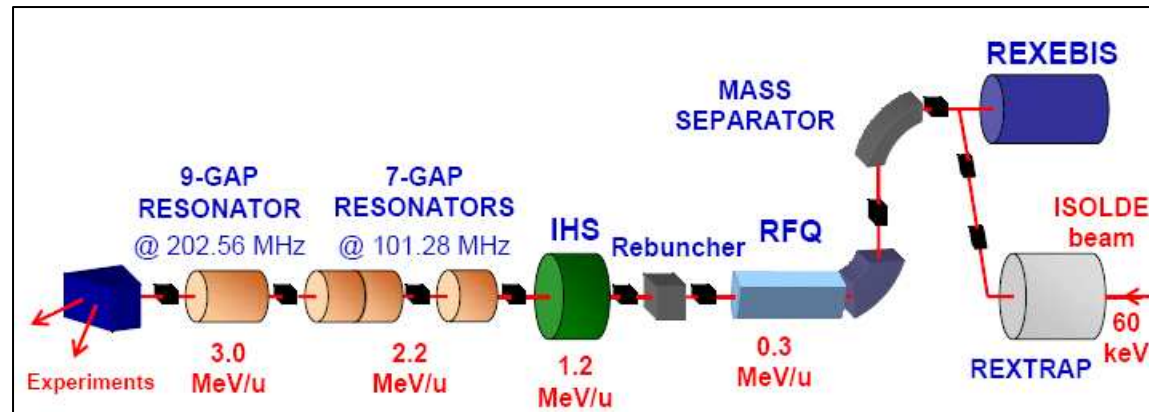 REXEBIS
MASS
SEPARATOR
9-GAP
RESONATOR
@ 202.56 MHz
7-GAP
RESONATORS
@ 101.28 MHz
IHS
Rebuncher
RFQ
ISOLDE
beam
60
keV
REXTRAP
Experiments
3.0
MeV/u
2.2
MeV/u
1.2
MeV/u
0.3
MeV/u